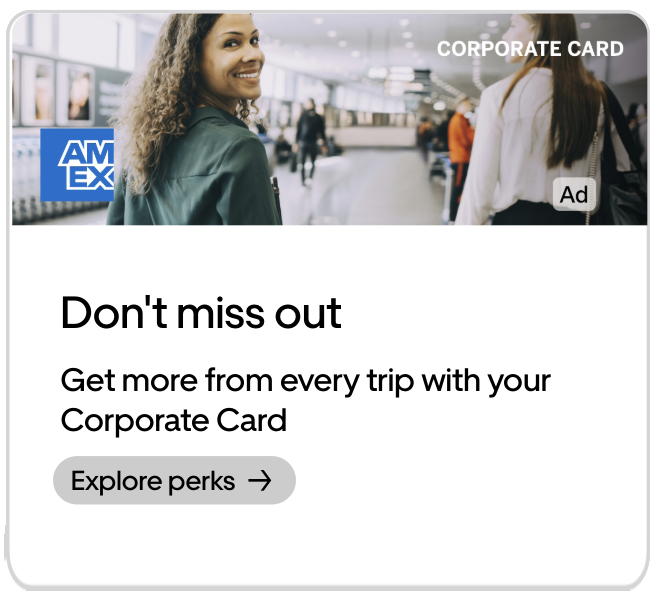 CORPORATE CARD
AM
EX
Ad
Don't miss out
Get more from every trip with your
Corporate Card
Explore perks →